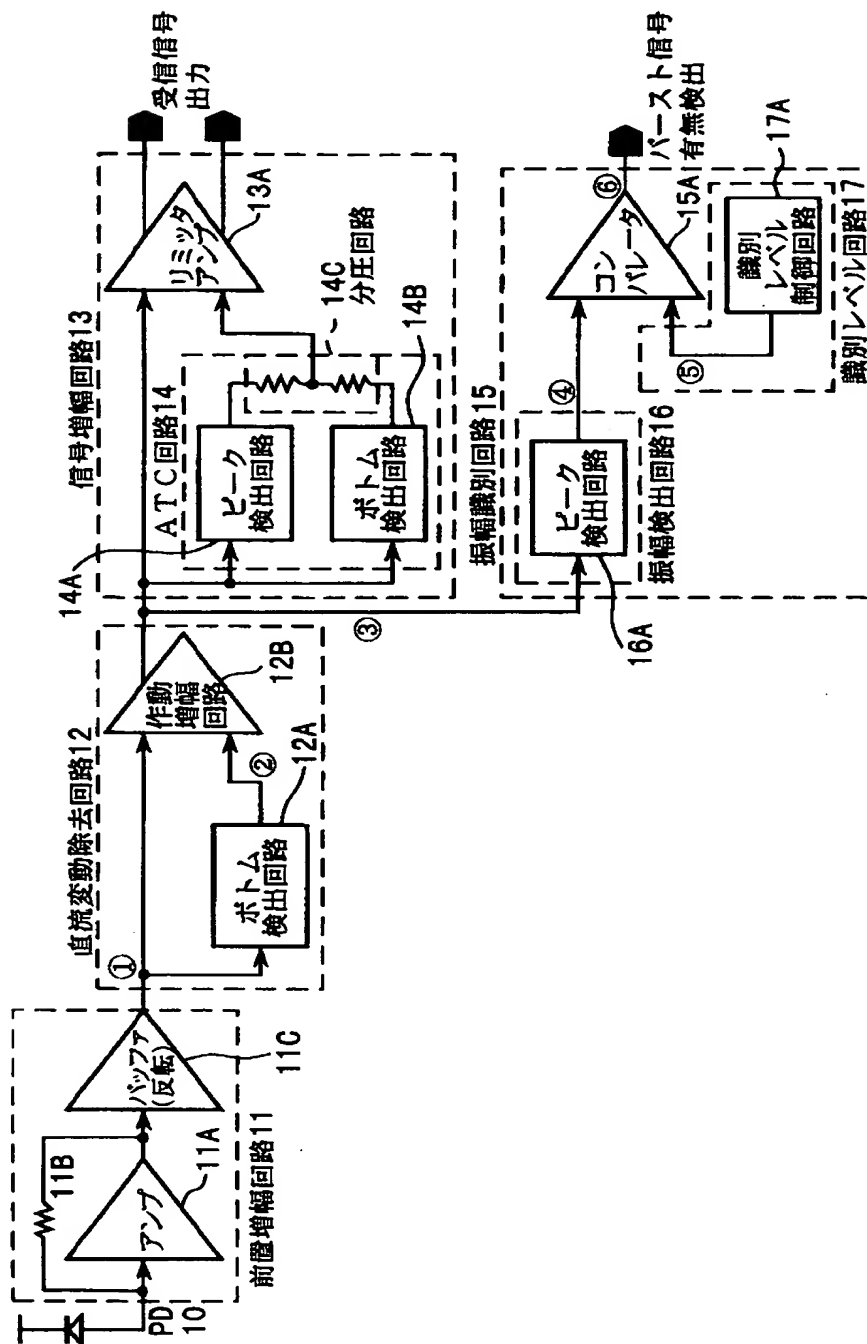 PD
10
11B
アンプ
11A
バッファ
(反転)
11C
前置増幅回路11
①
直流変動除去回路12
ボトム
検出回路
12A
②
作動
増幅
回路
12B
③
信号増幅回路13
ATC回路14
14A
ピーク
検出回路
ボトム
検出回路
14B
14C
分圧回路
リミッタ
アンプ
13A
受信信号
出力
振幅識別回路15
振幅検出回路16
ピーク
検出回路
16A
④
⑤
コン
パレータ
15A
⑥
バースト信号
有無検出
識別
レベル
制御回路
17A
識別レベル回路17